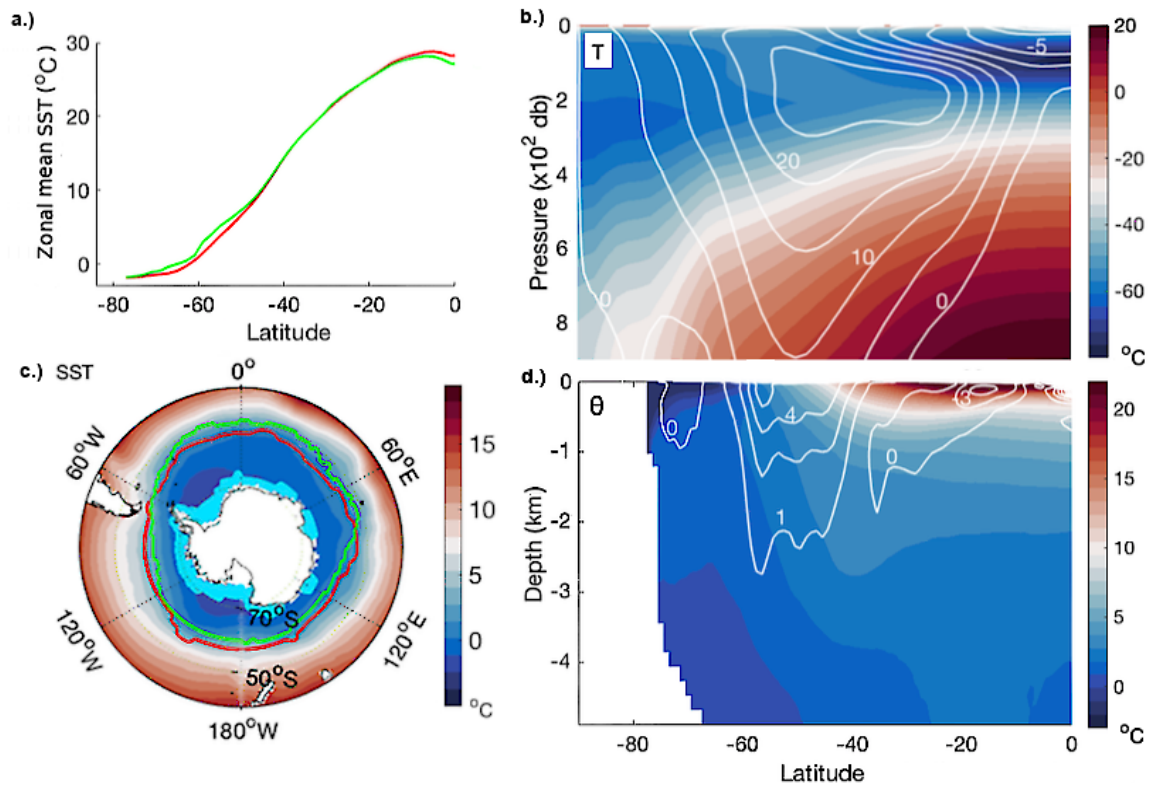 a.)
30
20
10
0
-80
-60
-40
-20
0
Zonal mean SST (°C)
Latitude
b.)
T
0
2
4
6
8
Pressure (x10² db)
-5
20
10
0
0
20
0
-20
-40
-60
°C
c.) SST
0°
60°E
120°E
180°W
120°W
60°W
70°S
50°S
15
10
5
0
°C
d.)
θ
0
-1
-2
-3
-4
Depth (km)
0
4
1
0
-3
-80
-60
-40
-20
0
Latitude
20
15
10
5
0
°C